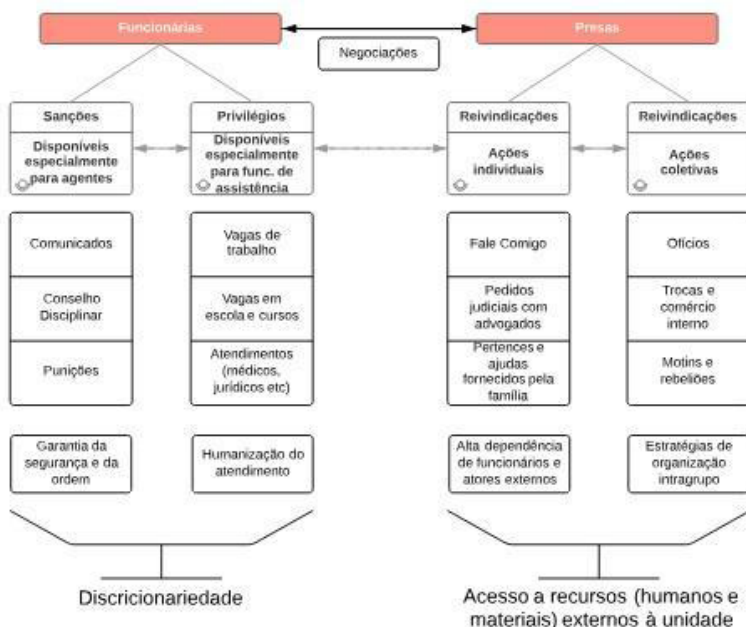 Funcionárias
Presas
Negociações
Sanções
Disponíveis
especialmente
para agentes
Privilégios
Disponíveis
especialmente
para func. de
assistência
Reivindicações
Ações
individuais
Reivindicações
Ações
coletivas
Comunicados
Conselho
Disciplinar
Punições
Vagas de
trabalho
Vagas em
escola e cursos
Atendimentos
(médicos,
jurídicos etc)
Fale Comigo
Pedidos
judiciais com
advogados
Pertences e
ajudas
fornecidos pela
família
Ofícios
Trocas e
comércio
interno
Motins e
rebeliões
Garantia da
segurança e da
ordem
Humanização do
atendimento
Alta dependência
de funcionários e
atores externos
Estratégias de
organização
intragrupo
Discricionariedade
Acesso a recursos (humanos e
materiais) externos à unidade